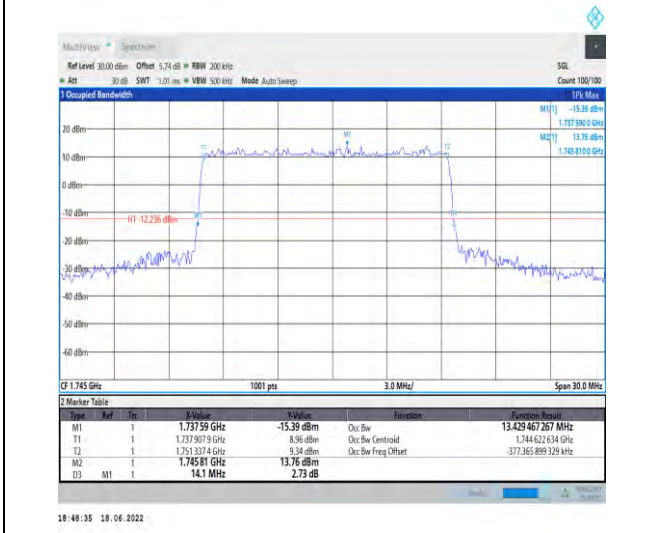 MultiView Spectrum
Ref Level 30.00 dBm Offset 5.74 dB RBW 200 kHz SGL
Att 30 dB SWT 1.01 ms VBW 500 kHz Mode Auto Sweep Count 100/100
1 Occupied Bandwidth 1Pk Max
M1[1] -15.39 dBm
1.737 590 0 GHz
M2[1] 13.76 dBm
1.745 810 0 GHz
20 dBm
10 dBm
0 dBm
-10 dBm
H1 -12.236 dBm
-20 dBm
-30 dBm
-40 dBm
-50 dBm
-60 dBm
T1
M2
T2
M1
D3
CF 1.745 GHz 1001 pts 3.0 MHz/ Span 30.0 MHz
2 Marker Table
Type Ref Trc X-Value Y-Value Function Function Result
M1 1 1.737 59 GHz -15.39 dBm Occ Bw 13.429 467 267 MHz
T1 1 1.737 907 9 GHz 8.96 dBm Occ Bw Centroid 1.744 622 634 GHz
T2 1 1.751 337 4 GHz 9.34 dBm Occ Bw Freq Offset -377.365 899 329 kHz
M2 1 1.745 81 GHz 13.76 dBm
D3 M1 1 14.1 MHz 2.73 dB
18:48:35 18.06.2022